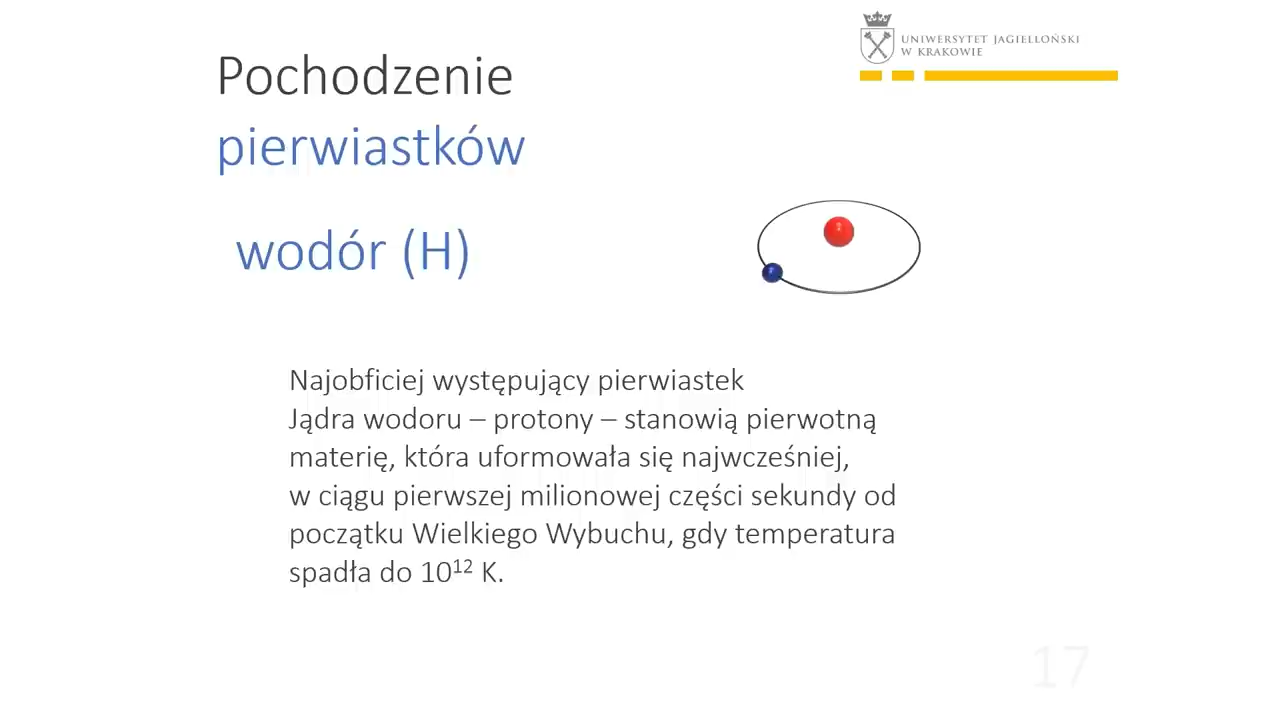 UNIWERSYTET JAGIELLOŃSKI
W KRAKOWIE
Pochodzenie
pierwiastków
wodór (H)
Najobficiej występujący pierwiastek
Jądra wodoru – protony – stanowią pierwotną
materię, która uformowała się najwcześniej,
w ciągu pierwszej milionowej części sekundy od
początku Wielkiego Wybuchu, gdy temperatura
spadła do 10¹² K.
17